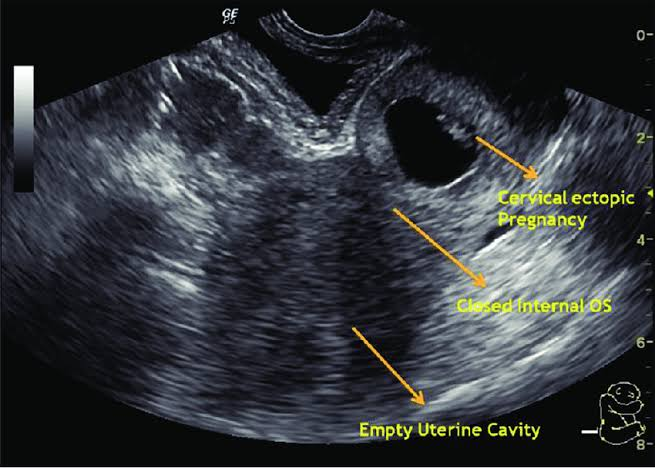 GE
0
2
4
6
8
Cervical ectopic
Pregnancy
Closed internal OS
Empty Uterine Cavity